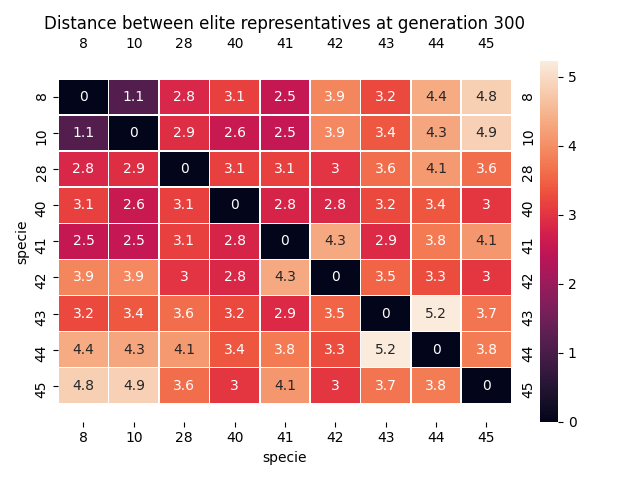 Distance between elite representatives at generation 300
8 10 28 40 41 42 43 44 45
8 0 1.1 2.8 3.1 2.5 3.9 3.2 4.4 4.8 8
10 1.1 0 2.9 2.6 2.5 3.9 3.4 4.3 4.9 10
28 2.8 2.9 0 3.1 3.1 3 3.6 4.1 3.6 28
40 3.1 2.6 3.1 0 2.8 2.8 3.2 3.4 3 40
41 2.5 2.5 3.1 2.8 0 4.3 2.9 3.8 4.1 41
42 3.9 3.9 3 2.8 4.3 0 3.5 3.3 3 42
43 3.2 3.4 3.6 3.2 2.9 3.5 0 5.2 3.7 43
44 4.4 4.3 4.1 3.4 3.8 3.3 5.2 0 3.8 44
45 4.8 4.9 3.6 3 4.1 3 3.7 3.8 0 45
8 10 28 40 41 42 43 44 45
specie
specie
5
4
3
2
1
0